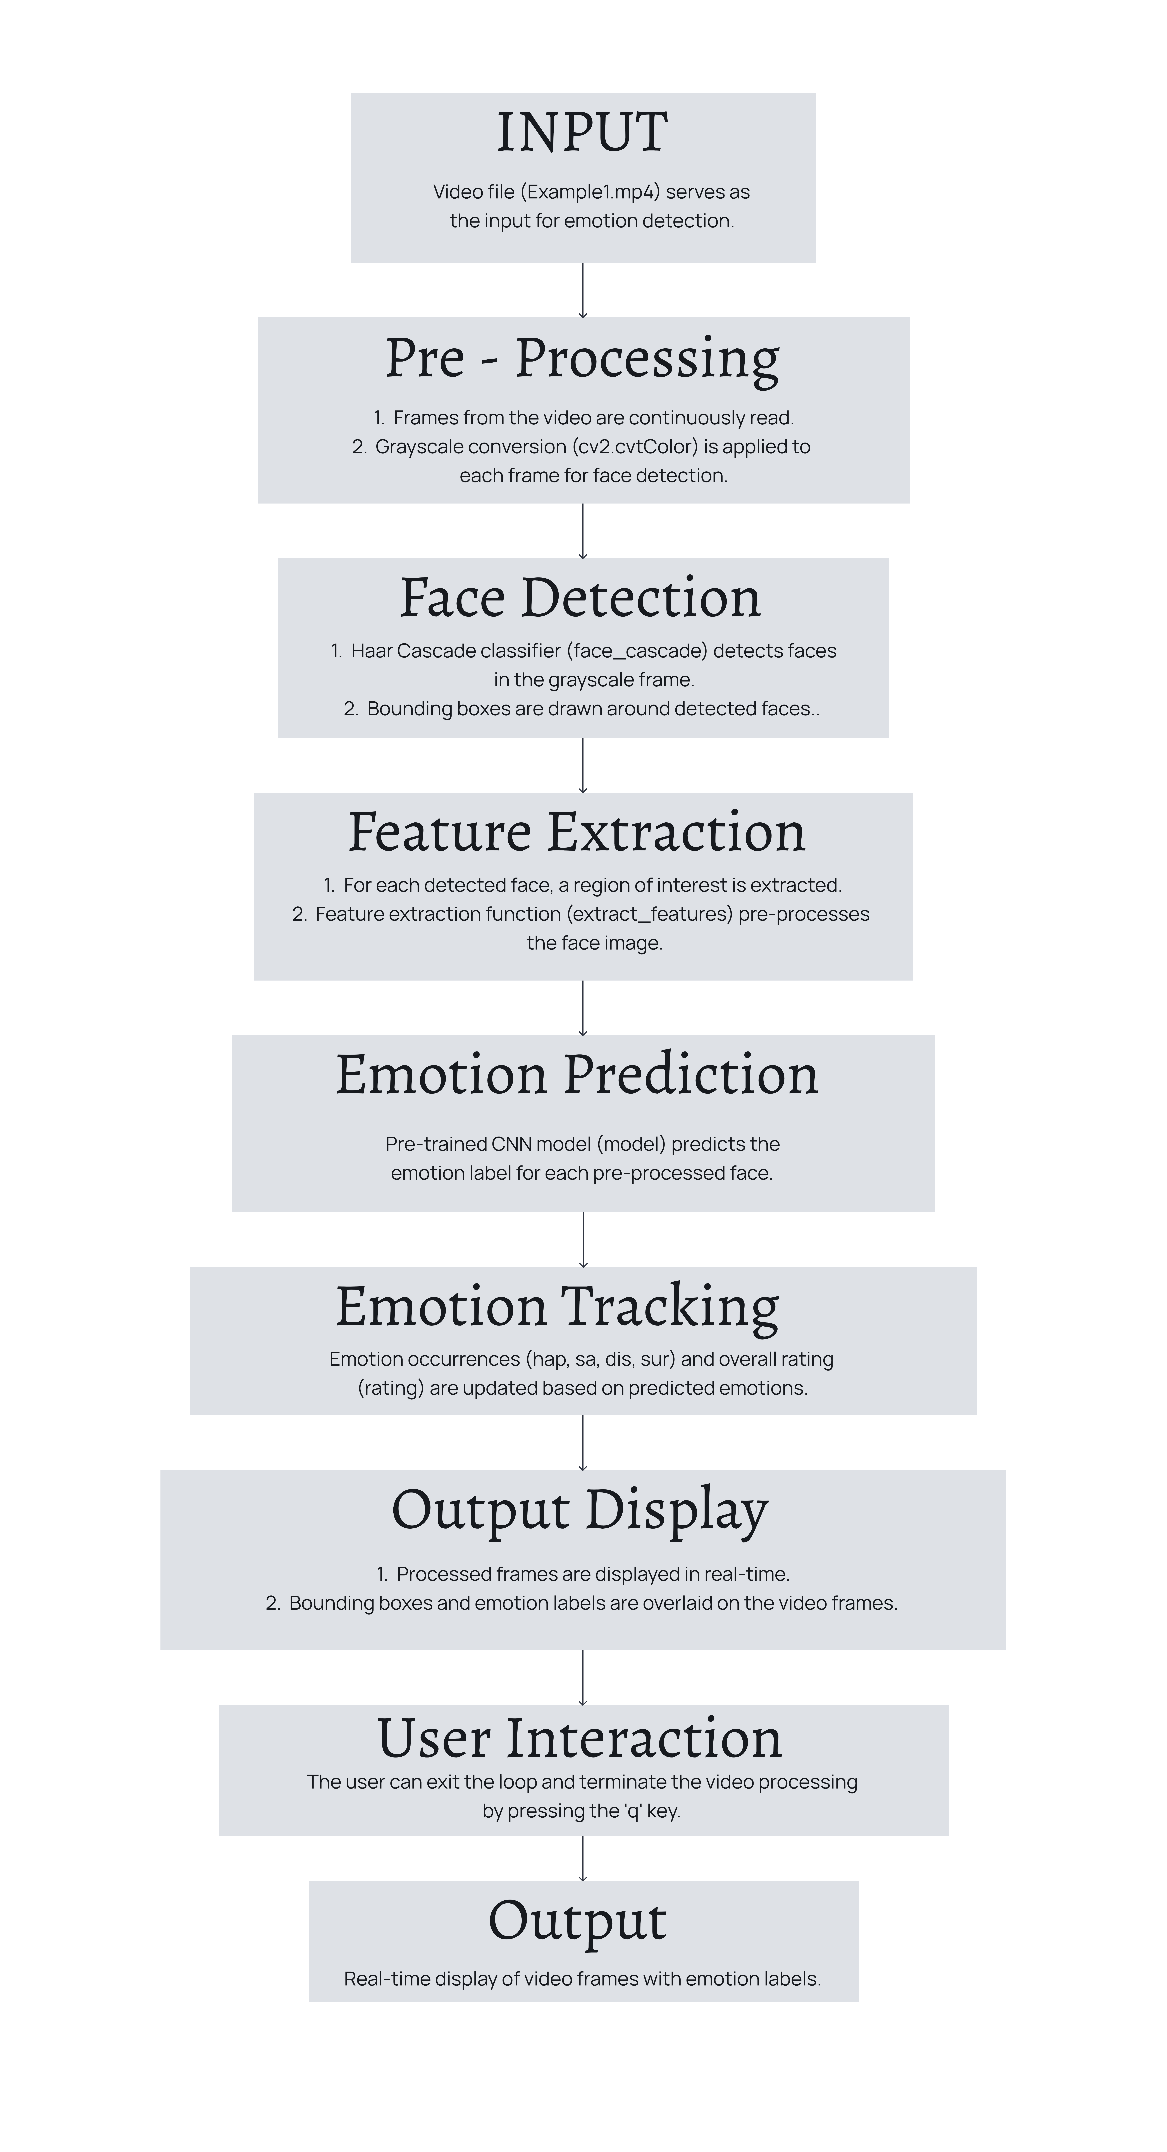 INPUT
Video file (Example1.mp4) serves as
the input for emotion detection.
Pre - Processing
1. Frames from the video are continuously read.
2. Grayscale conversion (cv2.cvtColor) is applied to
each frame for face detection.
Face Detection
1. Haar Cascade classifier (face_cascade) detects faces
in the grayscale frame.
2. Bounding boxes are drawn around detected faces..
Feature Extraction
1. For each detected face, a region of interest is extracted.
2. Feature extraction function (extract_features) pre-processes
the face image.
Emotion Prediction
Pre-trained CNN model (model) predicts the
emotion label for each pre-processed face.
Emotion Tracking
Emotion occurrences (hap, sa, dis, sur) and overall rating
(rating) are updated based on predicted emotions.
Output Display
1. Processed frames are displayed in real-time.
2. Bounding boxes and emotion labels are overlaid on the video frames.
User Interaction
The user can exit the loop and terminate the video processing
by pressing the 'q' key.
Output
Real-time display of video frames with emotion labels.